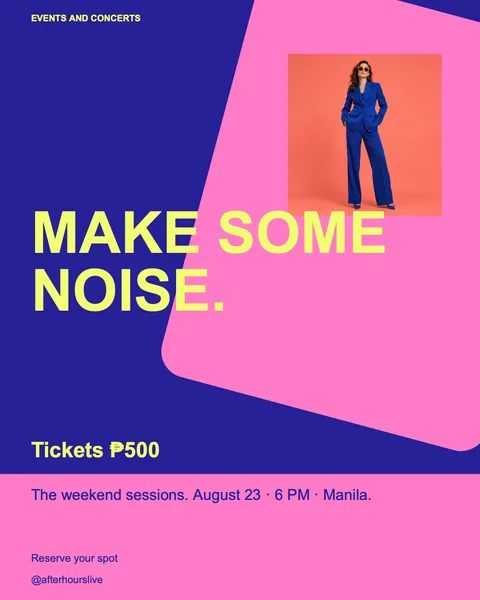 EVENTS AND CONCERTS
MAKE SOME
NOISE.
Tickets ₱500
The weekend sessions. August 23 · 6 PM · Manila.
Reserve your spot
@afterhourslive